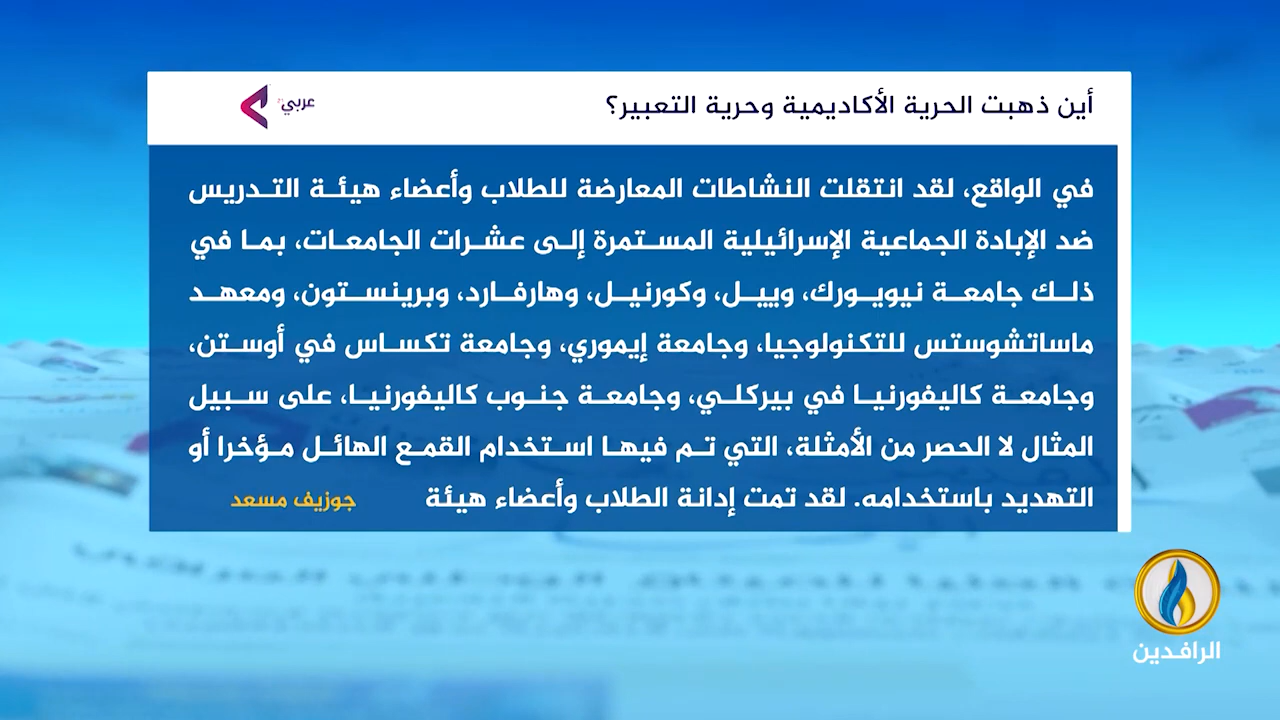 أين ذهبت الحرية الأكاديمية وحرية التعبير؟
عربي21
في الواقع، لقد انتقلت النشاطات المعارضة للطلاب وأعضاء هيئة التدريس
ضد الإبادة الجماعية الإسرائيلية المستمرة إلى عشرات الجامعات، بما في
ذلك جامعة نيويورك، وييل، وكورنيل، وهارفارد، وبرينستون، ومعهد
ماساتشوستس للتكنولوجيا، وجامعة إيموري، وجامعة تكساس في أوستن،
وجامعة كاليفورنيا في بيركلي، وجامعة جنوب كاليفورنيا، على سبيل
المثال لا الحصر من الأمثلة، التي تم فيها استخدام القمع الهائل مؤخرا أو
التهديد باستخدامه. لقد تمت إدانة الطلاب وأعضاء هيئة
جوزيف مسعد
الرافدين